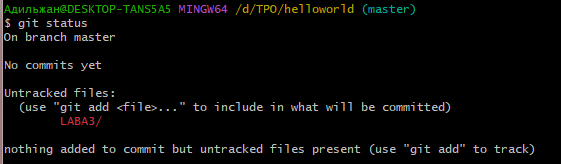 Адильжан@DESKTOP-TANS5A5 MINGW64 /d/TPO/helloworld (master)
$ git status
On branch master
No commits yet
Untracked files:
(use "git add <file>..." to include in what will be committed)
LABA3/
nothing added to commit but untracked files present (use "git add" to track)